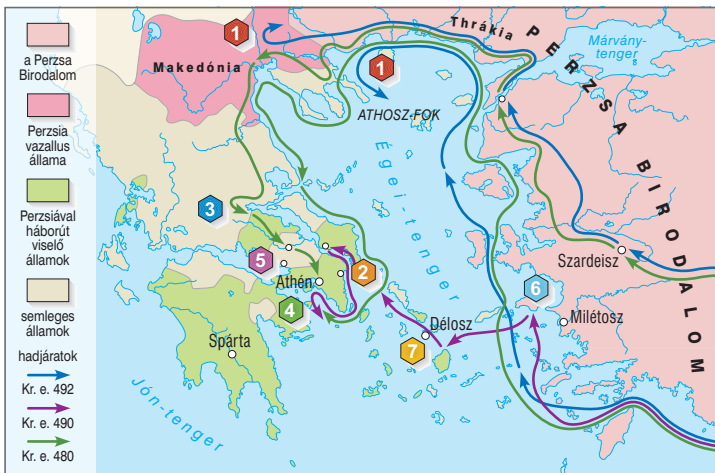 a Perzsa
Birodalom
Perzsia
vazallus
állama
Perzsiával
háborút
viselő
államok
semleges
államok
hadjáratok
Kr. e. 492
Kr. e. 490
Kr. e. 480
1
Makedónia
Thrákia
1
ATHOSZ-FOK
Márvány-
tenger
PERZSA BIRODALOM
Égei-tenger
3
5
2
Athén
4
Spárta
Jón-tenger
Szardeisz
6
Milétosz
Délosz
7